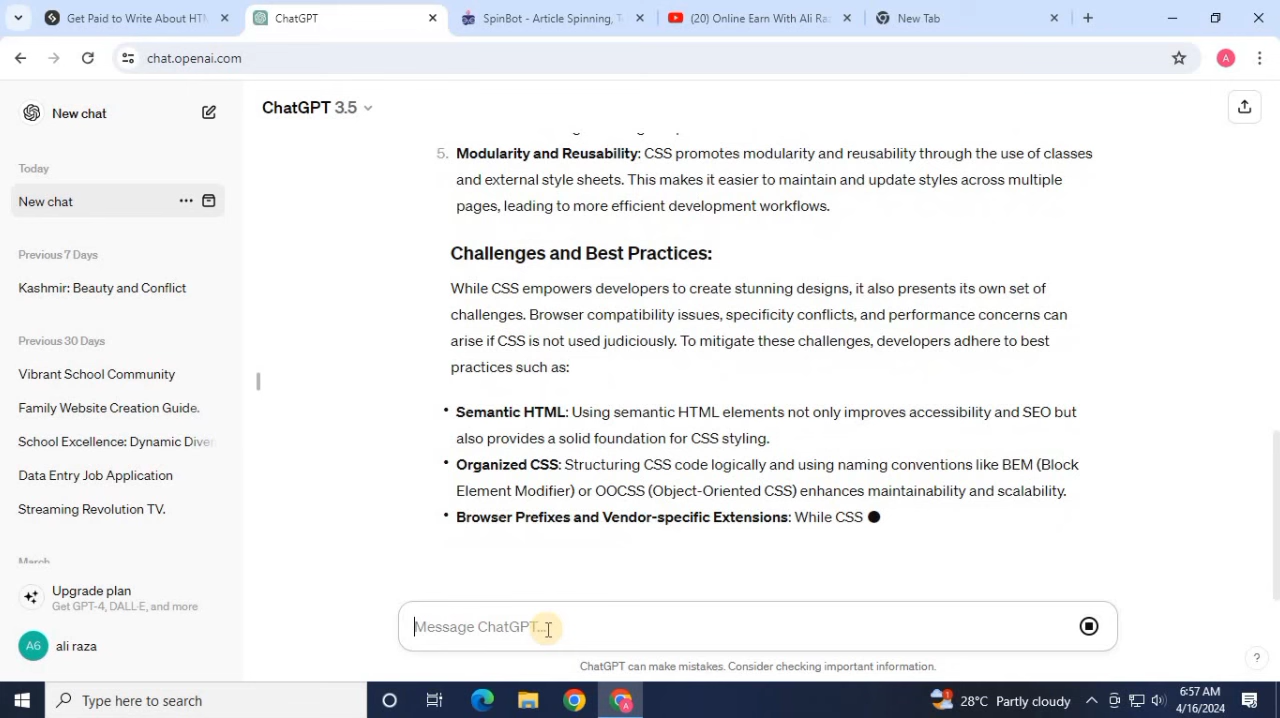 Get Paid to Write About HTM
ChatGPT
SpinBot - Article Spinning, T
(20) Online Earn With Ali Raz
New Tab
chat.openai.com
A
New chat
ChatGPT 3.5
Today
New chat
Previous 7 Days
Kashmir: Beauty and Conflict
Previous 30 Days
Vibrant School Community
Family Website Creation Guide.
School Excellence: Dynamic Diver
Data Entry Job Application
Streaming Revolution TV.
March
Upgrade plan
Get GPT-4, DALL·E, and more
A6
ali raza
5. Modularity and Reusability: CSS promotes modularity and reusability through the use of classes
and external style sheets. This makes it easier to maintain and update styles across multiple
pages, leading to more efficient development workflows.
Challenges and Best Practices:
While CSS empowers developers to create stunning designs, it also presents its own set of
challenges. Browser compatibility issues, specificity conflicts, and performance concerns can
arise if CSS is not used judiciously. To mitigate these challenges, developers adhere to best
practices such as:
• Semantic HTML: Using semantic HTML elements not only improves accessibility and SEO but
also provides a solid foundation for CSS styling.
• Organized CSS: Structuring CSS code logically and using naming conventions like BEM (Block
Element Modifier) or OOCSS (Object-Oriented CSS) enhances maintainability and scalability.
• Browser Prefixes and Vendor-specific Extensions: While CSS
Message ChatGPT...
ChatGPT can make mistakes. Consider checking important information.
?
Type here to search
1
A
28°C Partly cloudy
6:57 AM
4/16/2024